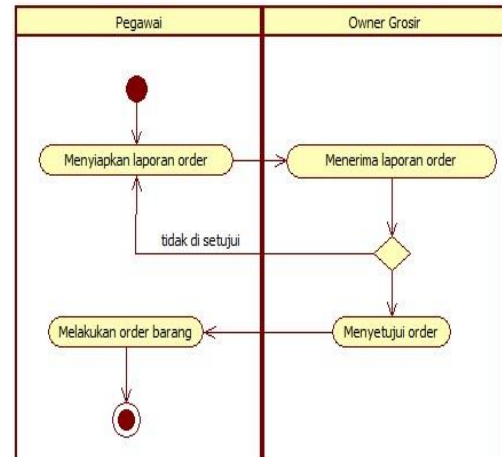 Pegawai
Owner Grosir
Menyiapkan laporan order
Menerima laporan order
tidak di setujui
Melakukan order barang
Menyetujui order